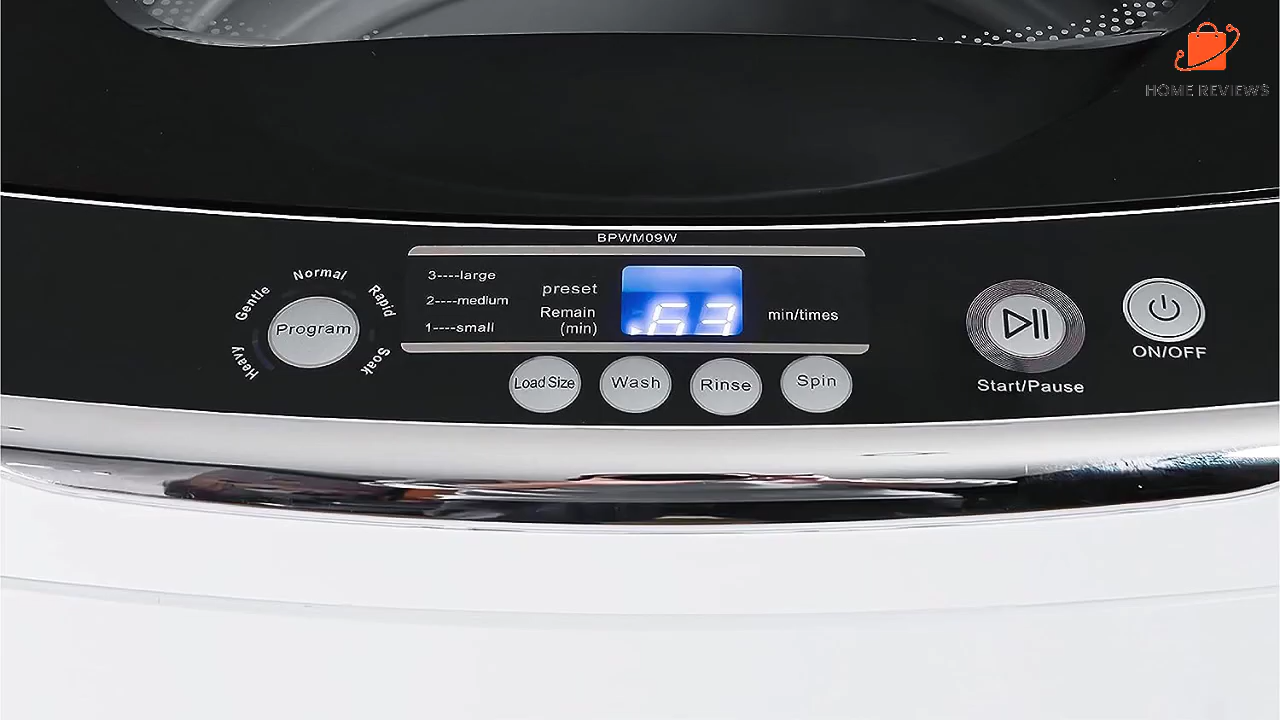 HOME REVIEWS
BPWM09W
3----large
2----medium
1----small
preset
Remain
(min)
63
min/times
Normal
Gentle
Rapid
Program
Heavy
Soak
Load Size
Wash
Rinse
Spin
Start/Pause
ON/OFF